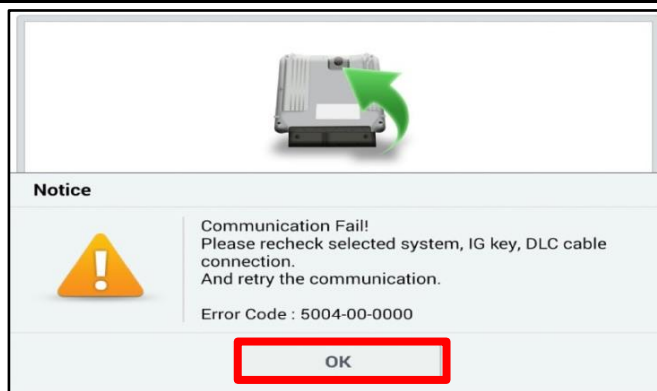 Notice
Communication Fail!
Please recheck selected system, IG key, DLC cable
connection.
And retry the communication.
Error Code : 5004-00-0000
OK